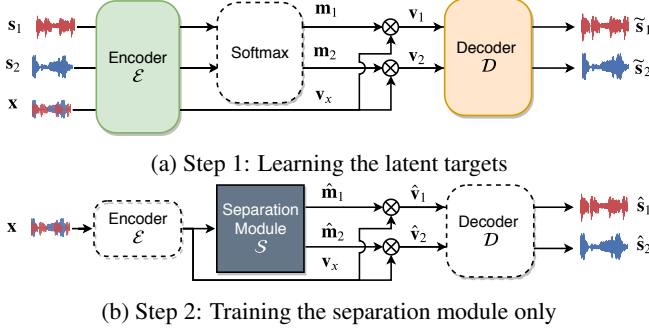 s₁ Encoder ℰ Softmax m₁ v₁ Decoder 𝒟 s̃₁
s₂ m₂ v₂ s̃₂
x vₓ
(a) Step 1: Learning the latent targets
x Encoder ℰ Separation Module 𝒮 m̂₁ v̂₁ Decoder 𝒟 ŝ₁
m̂₂ v̂₂ ŝ₂
vₓ
(b) Step 2: Training the separation module only